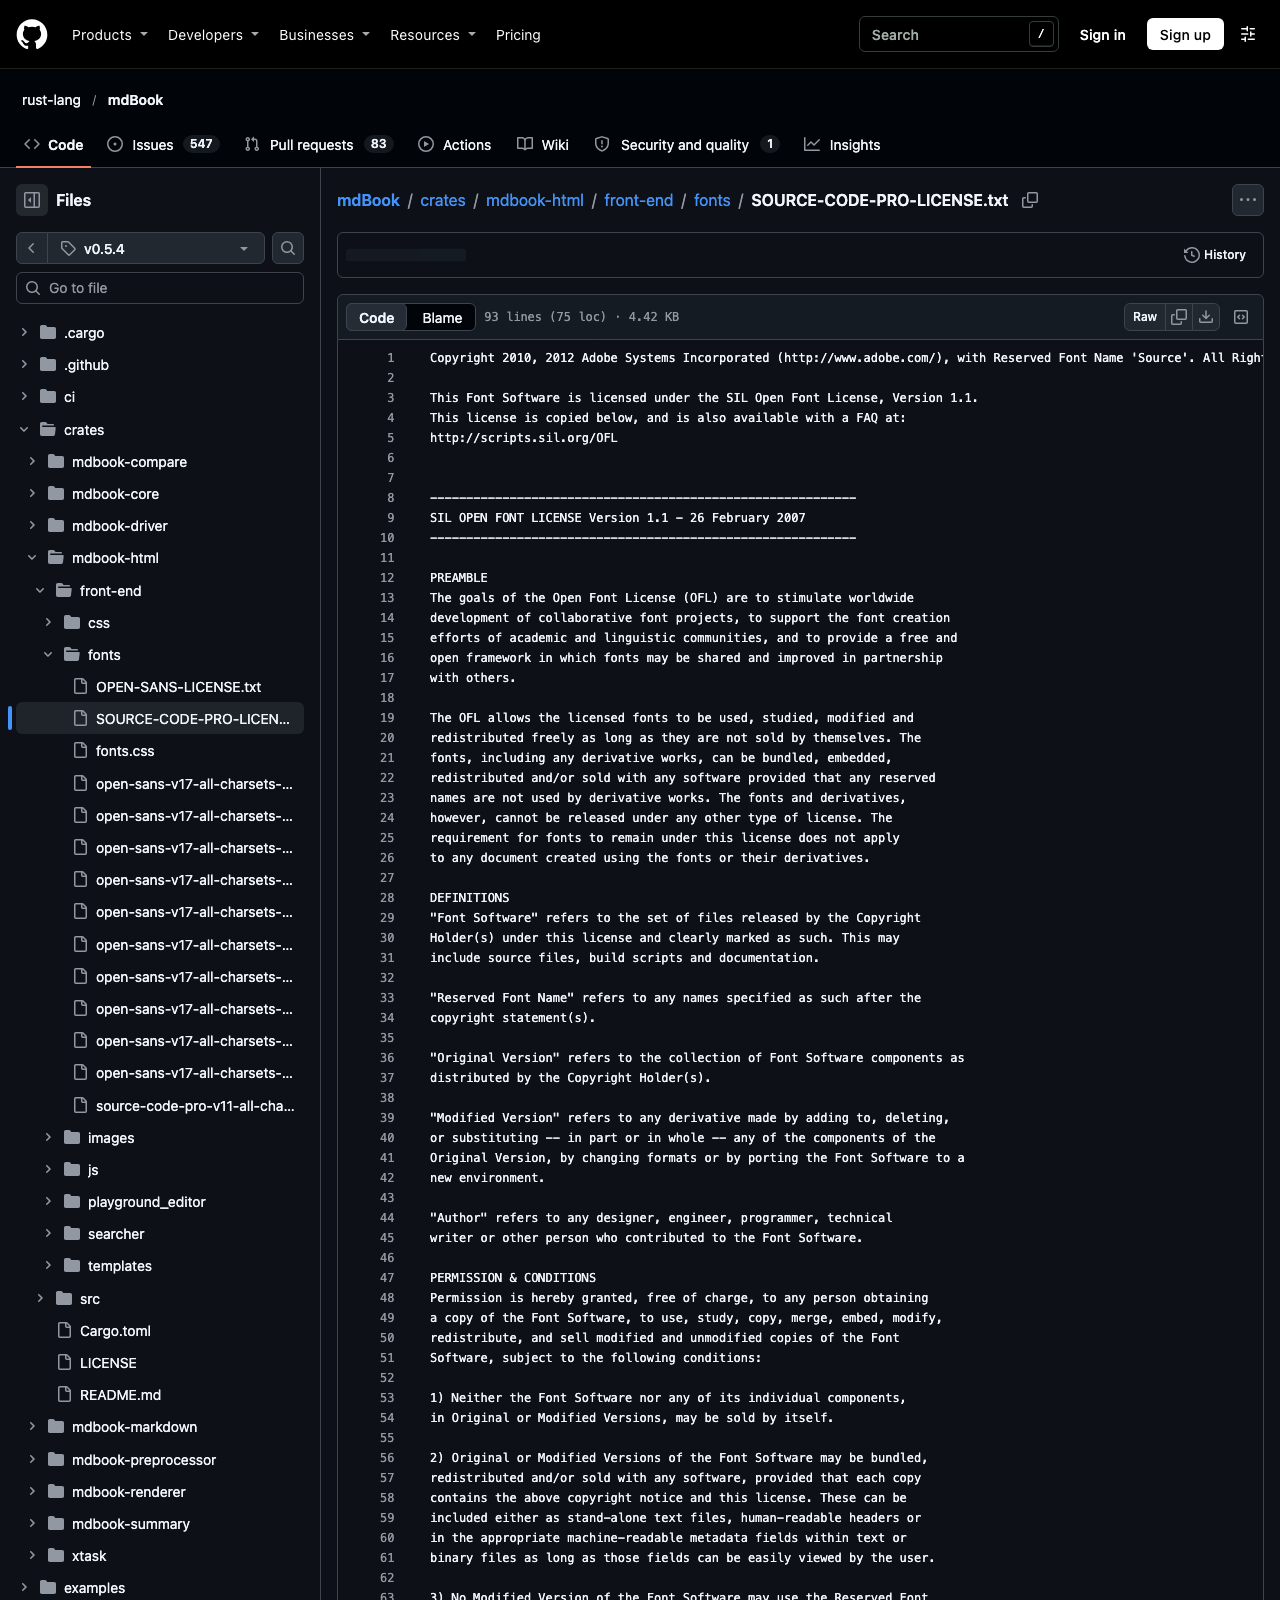 Products
Developers
Businesses
Resources
Pricing
Search
/
Sign in
Sign up
rust-lang / mdBook
Code
Issues 547
Pull requests 83
Actions
Wiki
Security and quality 1
Insights
Files
v0.5.4
Go to file
.cargo
.github
ci
crates
mdbook-compare
mdbook-core
mdbook-driver
mdbook-html
front-end
css
fonts
OPEN-SANS-LICENSE.txt
SOURCE-CODE-PRO-LICEN...
fonts.css
open-sans-v17-all-charsets-...
open-sans-v17-all-charsets-...
open-sans-v17-all-charsets-...
open-sans-v17-all-charsets-...
open-sans-v17-all-charsets-...
open-sans-v17-all-charsets-...
open-sans-v17-all-charsets-...
open-sans-v17-all-charsets-...
open-sans-v17-all-charsets-...
open-sans-v17-all-charsets-...
source-code-pro-v11-all-cha...
images
js
playground_editor
searcher
templates
src
Cargo.toml
LICENSE
README.md
mdbook-markdown
mdbook-preprocessor
mdbook-renderer
mdbook-summary
xtask
examples
mdBook / crates / mdbook-html / front-end / fonts / SOURCE-CODE-PRO-LICENSE.txt
History
Code
Blame
93 lines (75 loc) · 4.42 KB
Raw
1 Copyright 2010, 2012 Adobe Systems Incorporated (http://www.adobe.com/), with Reserved Font Name 'Source'. All Righ
2
3 This Font Software is licensed under the SIL Open Font License, Version 1.1.
4 This license is copied below, and is also available with a FAQ at:
5 http://scripts.sil.org/OFL
6
7
8 -----------------------------------------------------------
9 SIL OPEN FONT LICENSE Version 1.1 - 26 February 2007
10 -----------------------------------------------------------
11
12 PREAMBLE
13 The goals of the Open Font License (OFL) are to stimulate worldwide
14 development of collaborative font projects, to support the font creation
15 efforts of academic and linguistic communities, and to provide a free and
16 open framework in which fonts may be shared and improved in partnership
17 with others.
18
19 The OFL allows the licensed fonts to be used, studied, modified and
20 redistributed freely as long as they are not sold by themselves. The
21 fonts, including any derivative works, can be bundled, embedded,
22 redistributed and/or sold with any software provided that any reserved
23 names are not used by derivative works. The fonts and derivatives,
24 however, cannot be released under any other type of license. The
25 requirement for fonts to remain under this license does not apply
26 to any document created using the fonts or their derivatives.
27
28 DEFINITIONS
29 "Font Software" refers to the set of files released by the Copyright
30 Holder(s) under this license and clearly marked as such. This may
31 include source files, build scripts and documentation.
32
33 "Reserved Font Name" refers to any names specified as such after the
34 copyright statement(s).
35
36 "Original Version" refers to the collection of Font Software components as
37 distributed by the Copyright Holder(s).
38
39 "Modified Version" refers to any derivative made by adding to, deleting,
40 or substituting -- in part or in whole -- any of the components of the
41 Original Version, by changing formats or by porting the Font Software to a
42 new environment.
43
44 "Author" refers to any designer, engineer, programmer, technical
45 writer or other person who contributed to the Font Software.
46
47 PERMISSION & CONDITIONS
48 Permission is hereby granted, free of charge, to any person obtaining
49 a copy of the Font Software, to use, study, copy, merge, embed, modify,
50 redistribute, and sell modified and unmodified copies of the Font
51 Software, subject to the following conditions:
52
53 1) Neither the Font Software nor any of its individual components,
54 in Original or Modified Versions, may be sold by itself.
55
56 2) Original or Modified Versions of the Font Software may be bundled,
57 redistributed and/or sold with any software, provided that each copy
58 contains the above copyright notice and this license. These can be
59 included either as stand-alone text files, human-readable headers or
60 in the appropriate machine-readable metadata fields within text or
61 binary files as long as those fields can be easily viewed by the user.
62
63 3) No Modified Version of the Font Software may use the Reserved Font